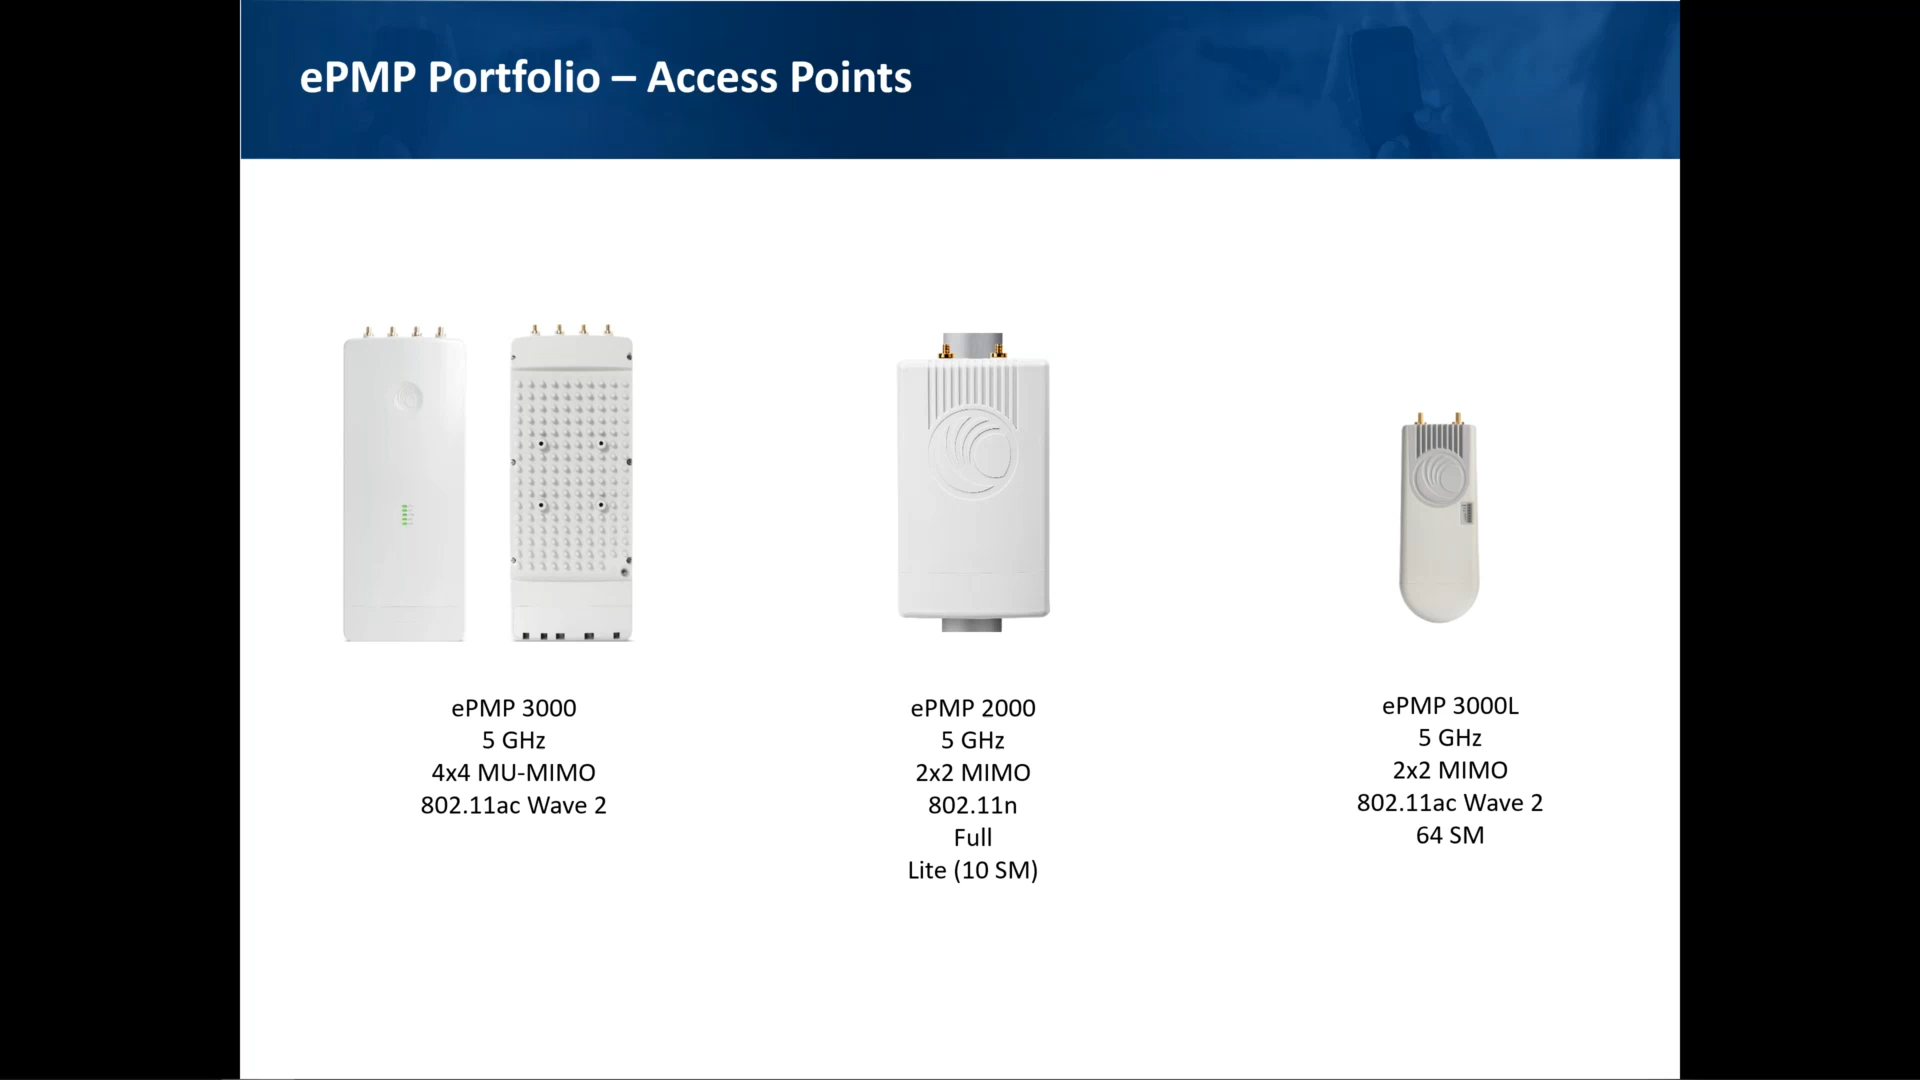 ePMP Portfolio – Access Points
ePMP 3000
5 GHz
4x4 MU-MIMO
802.11ac Wave 2
ePMP 2000
5 GHz
2x2 MIMO
802.11n
Full
Lite (10 SM)
ePMP 3000L
5 GHz
2x2 MIMO
802.11ac Wave 2
64 SM